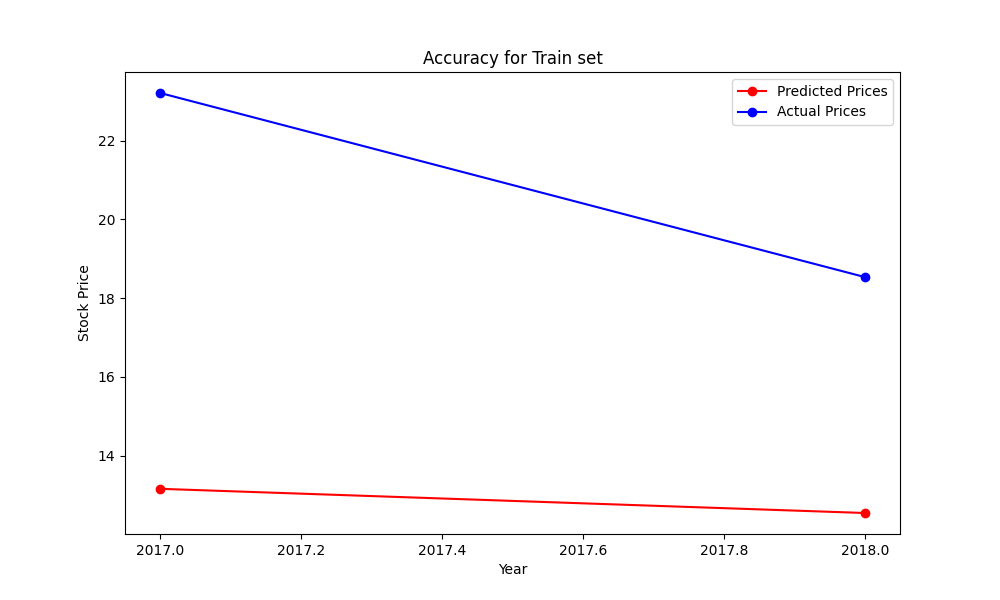 Accuracy for Train set
Predicted Prices
Actual Prices
22
20
18
16
14
Stock Price
2017.0 2017.2 2017.4 2017.6 2017.8 2018.0
Year